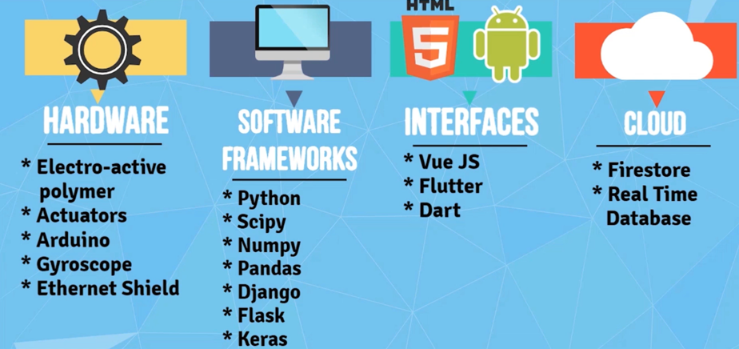 HTML
5
HARDWARE
* Electro-active
polymer
* Actuators
* Arduino
* Gyroscope
* Ethernet Shield
SOFTWARE
FRAMEWORKS
* Python
* Scipy
* Numpy
* Pandas
* Django
* Flask
* Keras
INTERFACES
* Vue JS
* Flutter
* Dart
CLOUD
* Firestore
* Real Time
Database